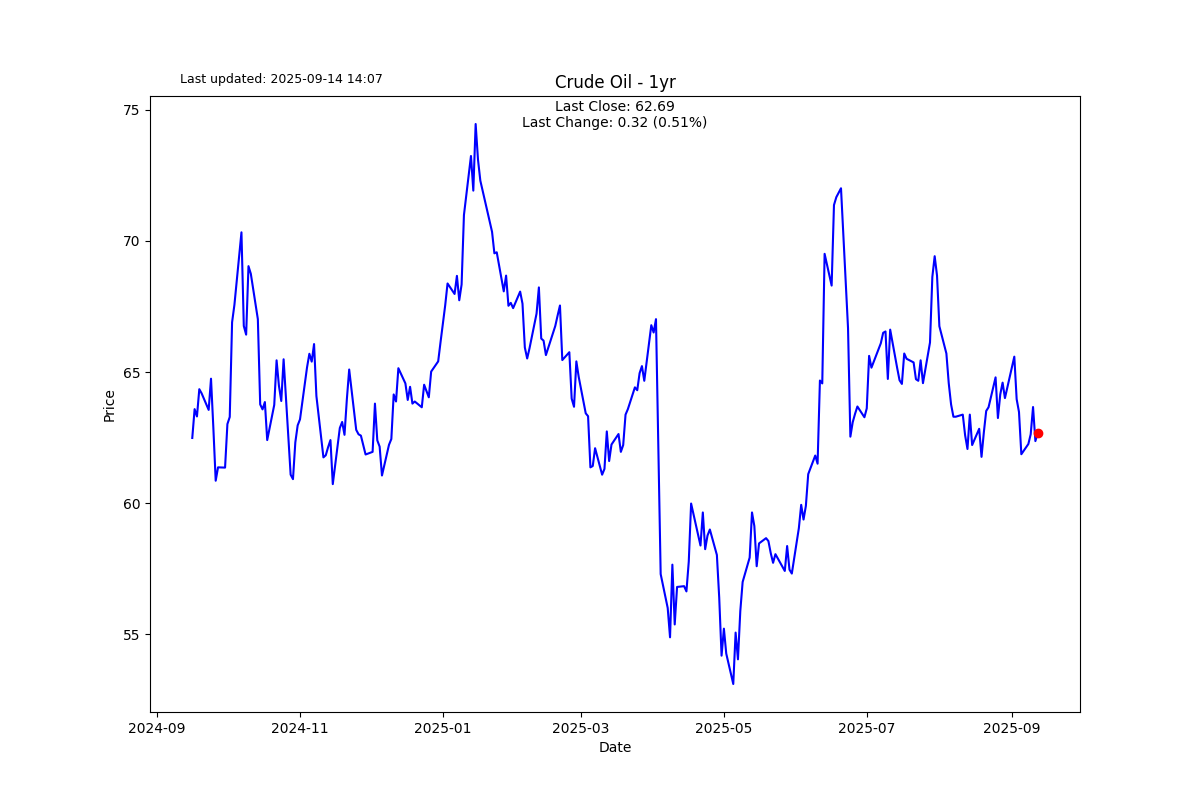 Last updated: 2025-09-14 14:07
Crude Oil - 1yr
Last Close: 62.69
Last Change: 0.32 (0.51%)
Price
75
70
65
60
55
2024-09
2024-11
2025-01
2025-03
2025-05
2025-07
2025-09
Date